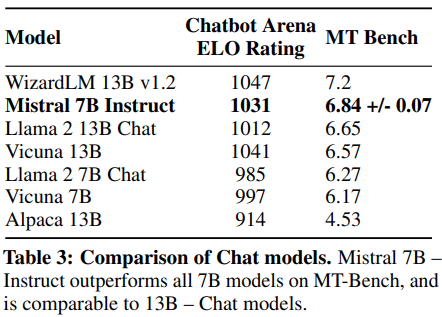 Model Chatbot Arena ELO Rating MT Bench
WizardLM 13B v1.2 1047 7.2
Mistral 7B Instruct 1031 6.84 +/- 0.07
Llama 2 13B Chat 1012 6.65
Vicuna 13B 1041 6.57
Llama 2 7B Chat 985 6.27
Vicuna 7B 997 6.17
Alpaca 13B 914 4.53
Table 3: Comparison of Chat models. Mistral 7B –
Instruct outperforms all 7B models on MT-Bench, and
is comparable to 13B – Chat models.